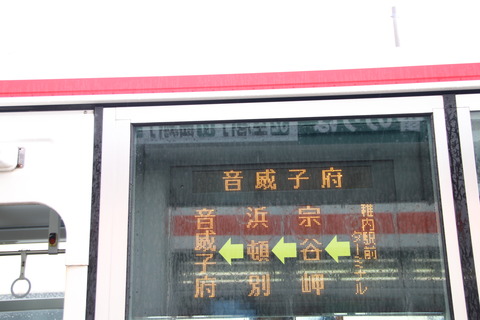 音威子府
稚内駅前
ターミナル
宗谷岬
浜頓別
音威子府